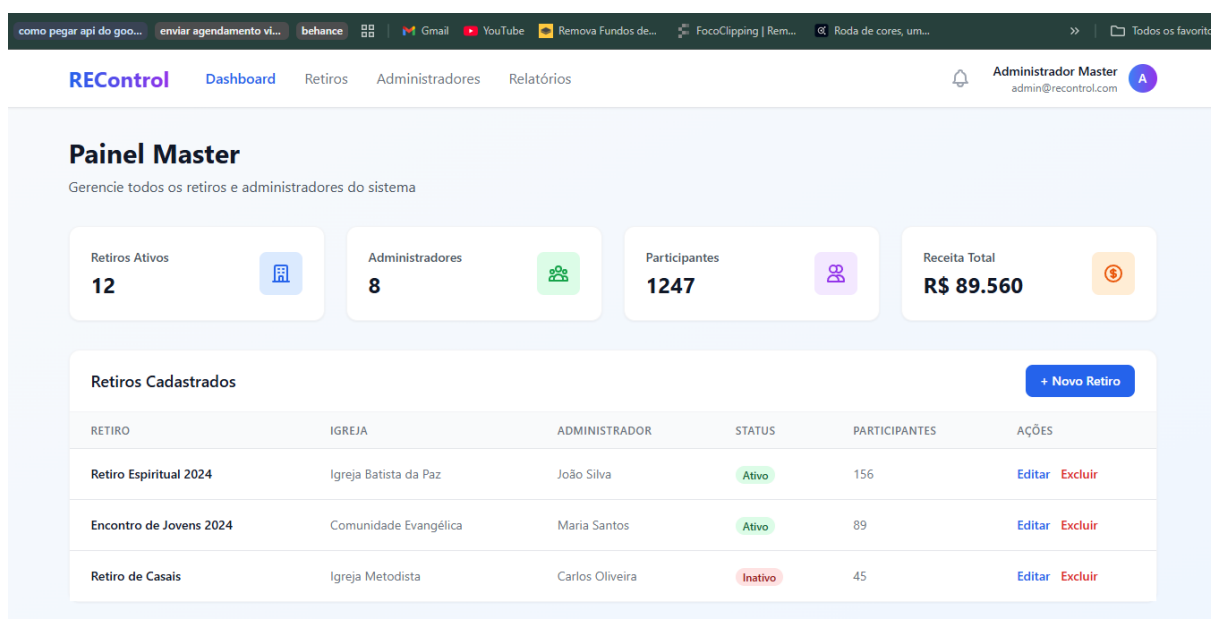 como pegar api do goo... enviar agendamento vi... behance Gmail YouTube Remova Fundos de... FocoClipping | Rem... Roda de cores, um... » Todos os favorito
REControl Dashboard Retiros Administradores Relatórios Administrador Master A
admin@recontrol.com
Painel Master
Gerencie todos os retiros e administradores do sistema
Retiros Ativos Administradores Participantes Receita Total
12 8 1247 R$ 89.560
Retiros Cadastrados + Novo Retiro
RETIRO IGREJA ADMINISTRADOR STATUS PARTICIPANTES AÇÕES
Retiro Espiritual 2024 Igreja Batista da Paz João Silva Ativo 156 Editar Excluir
Encontro de Jovens 2024 Comunidade Evangélica Maria Santos Ativo 89 Editar Excluir
Retiro de Casais Igreja Metodista Carlos Oliveira Inativo 45 Editar Excluir